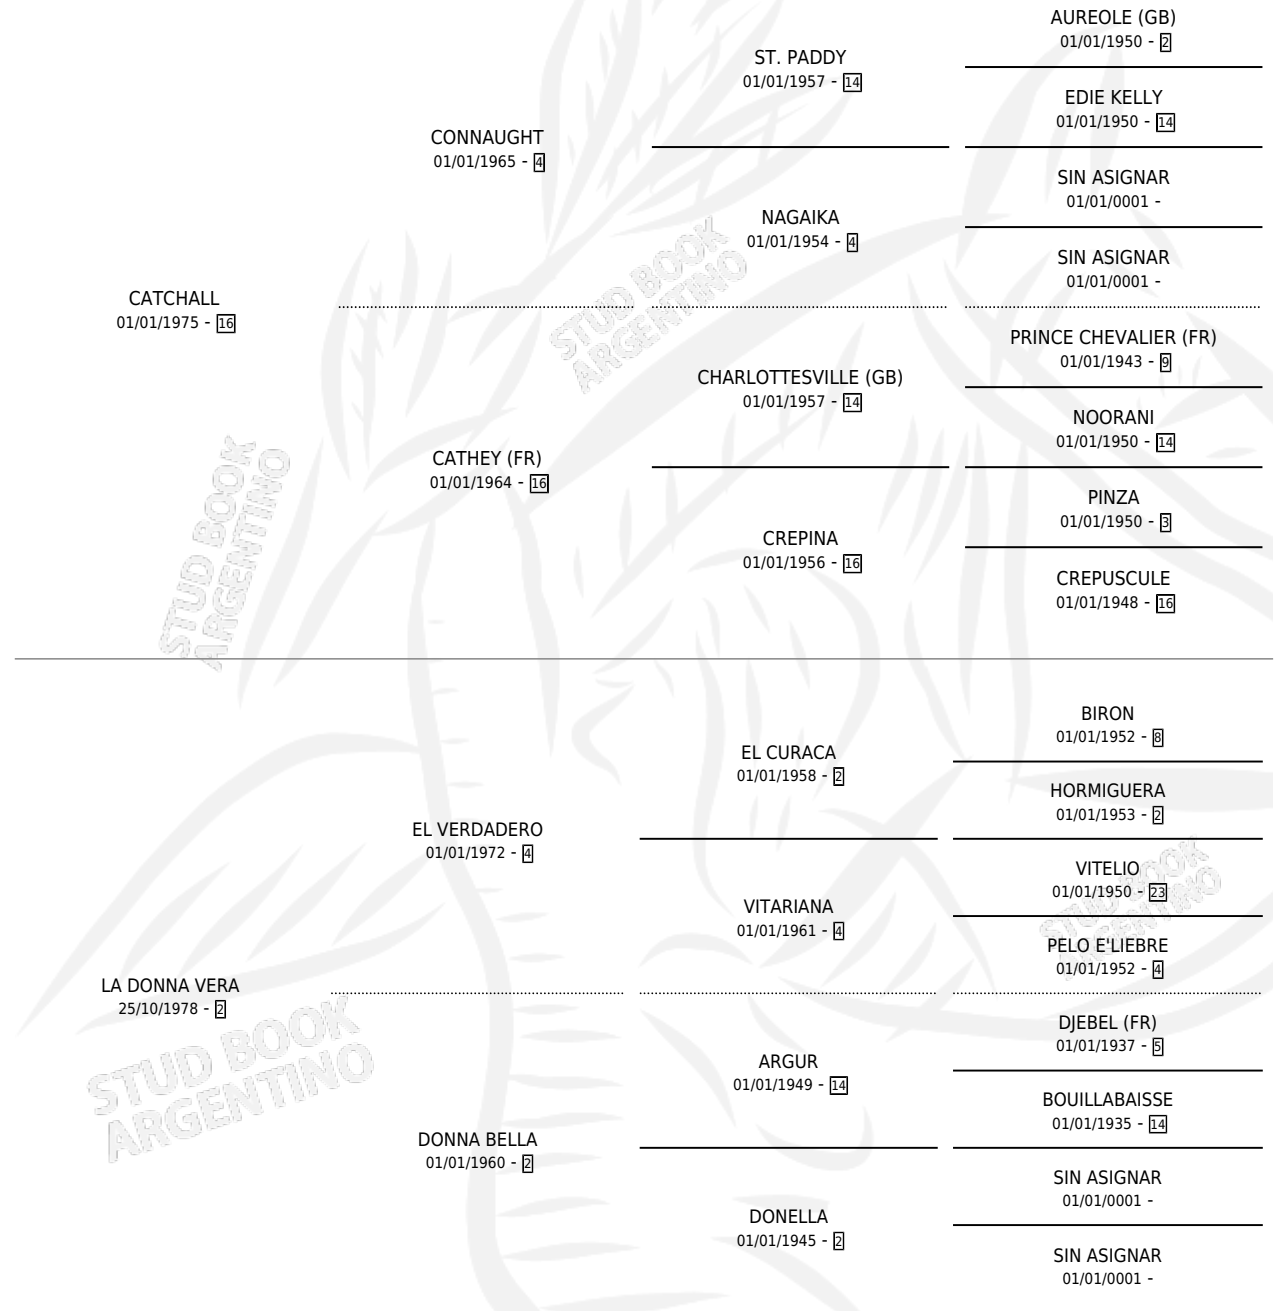 AUREOLE (GB)
01/01/1950 - 2
ST. PADDY
01/01/1957 - 14
EDIE KELLY
01/01/1950 - 14
CONNAUGHT
01/01/1965 - 4
SIN ASIGNAR
01/01/0001 -
NAGAIKA
01/01/1954 - 4
SIN ASIGNAR
01/01/0001 -
CATCHALL
01/01/1975 - 16
PRINCE CHEVALIER (FR)
01/01/1943 - 9
CHARLOTTESVILLE (GB)
01/01/1957 - 14
NOORANI
01/01/1950 - 14
CATHEY (FR)
01/01/1964 - 16
PINZA
01/01/1950 - 3
CREPINA
01/01/1956 - 16
CREPUSCULE
01/01/1948 - 16
BIRON
01/01/1952 - 8
EL CURACA
01/01/1958 - 2
HORMIGUERA
01/01/1953 - 2
EL VERDADERO
01/01/1972 - 4
VITELIO
01/01/1950 - 23
VITARIANA
01/01/1961 - 4
PELO E'LIEBRE
01/01/1952 - 4
LA DONNA VERA
25/10/1978 - 2
DJEBEL (FR)
01/01/1937 - 5
ARGUR
01/01/1949 - 14
BOUILLABAISSE
01/01/1935 - 14
DONNA BELLA
01/01/1960 - 2
SIN ASIGNAR
01/01/0001 -
DONELLA
01/01/1945 - 2
SIN ASIGNAR
01/01/0001 -
STUD BOOK
ARGENTINO
STUD BOOK
ARGENTINO
STUD BOOK
ARGENTINO
STUD BOOK
ARGENTINO